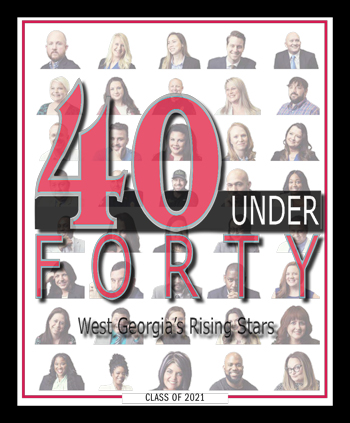 40
UNDER
FORTY
West Georgia's Rising Stars
CLASS OF 2021